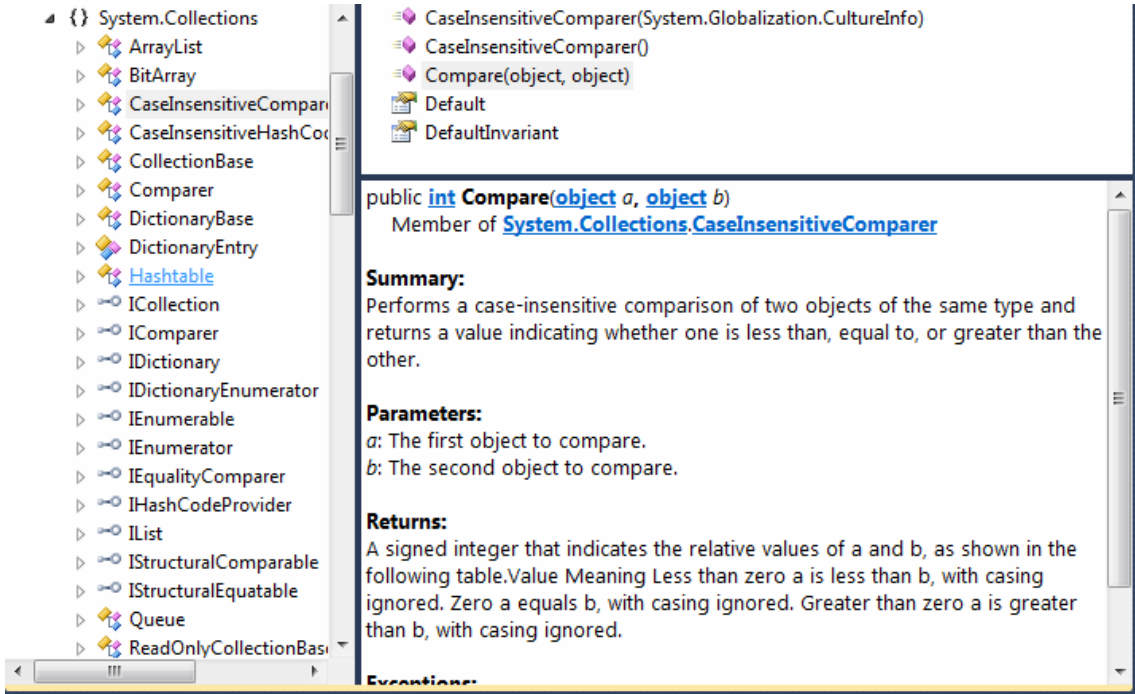 {} System.Collections
ArrayList
BitArray
CaseInsensitiveCompare
CaseInsensitiveHashCo
CollectionBase
Comparer
DictionaryBase
DictionaryEntry
Hashtable
ICollection
IComparer
IDictionary
IDictionaryEnumerator
IEnumerable
IEnumerator
IEqualityComparer
IHashCodeProvider
IList
IStructuralComparable
IStructuralEquatable
Queue
ReadOnlyCollectionBas
CaseInsensitiveComparer(System.Globalization.CultureInfo)
CaseInsensitiveComparer()
Compare(object, object)
Default
DefaultInvariant
public int Compare(object a, object b)
Member of System.Collections.CaseInsensitiveComparer
Summary:
Performs a case-insensitive comparison of two objects of the same type and
returns a value indicating whether one is less than, equal to, or greater than the
other.
Parameters:
a: The first object to compare.
b: The second object to compare.
Returns:
A signed integer that indicates the relative values of a and b, as shown in the
following table.Value Meaning Less than zero a is less than b, with casing
ignored. Zero a equals b, with casing ignored. Greater than zero a is greater
than b, with casing ignored.
Exceptions: